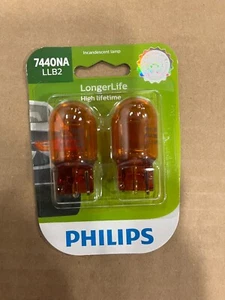 7440NA
LLB2
Incandescent lamp
LongerLife
High lifetime
PHILIPS